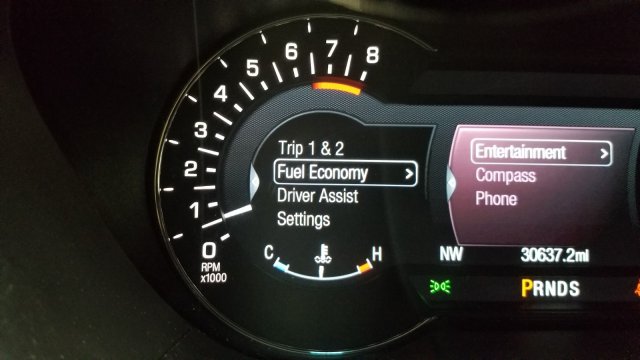 8
7
6
5
4
3
2
1
0
RPM
x1000
Trip 1 & 2
Fuel Economy >
Driver Assist
Settings
C H
Entertainment >
Compass
Phone
NW 30637.2mi
PRNDS